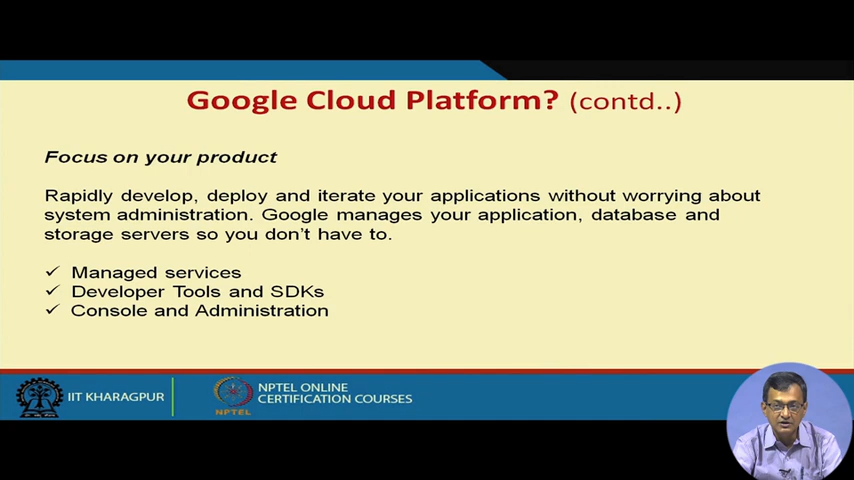 Google Cloud Platform? (contd..)
Focus on your product
Rapidly develop, deploy and iterate your applications without worrying about
system administration. Google manages your application, database and
storage servers so you don't have to.
✓ Managed services
✓ Developer Tools and SDKs
✓ Console and Administration
IIT KHARAGPUR
NPTEL
NPTEL ONLINE
CERTIFICATION COURSES